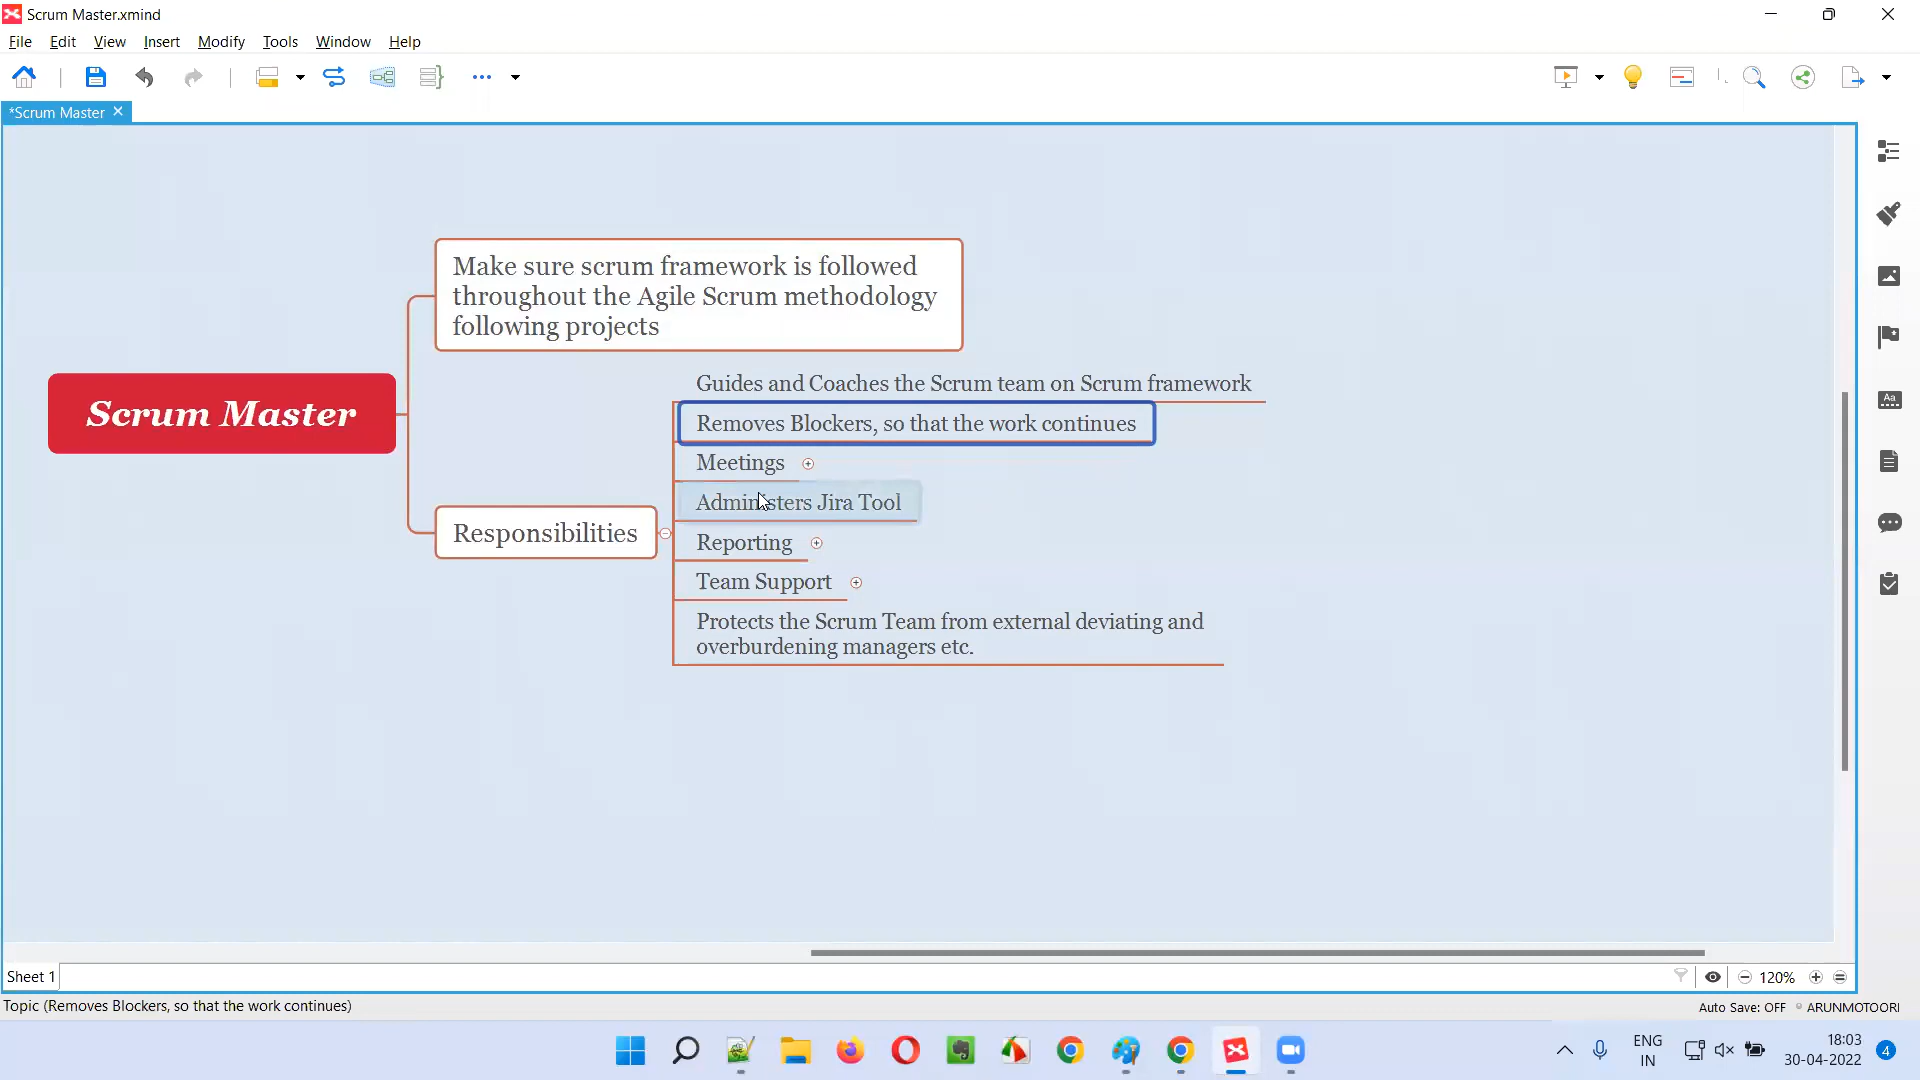 Scrum Master.xmind
File Edit View Insert Modify Tools Window Help
*Scrum Master
Make sure scrum framework is followed
throughout the Agile Scrum methodology
following projects
Scrum Master
Responsibilities
Guides and Coaches the Scrum team on Scrum framework
Removes Blockers, so that the work continues
Meetings
Administers Jira Tool
Reporting
Team Support
Protects the Scrum Team from external deviating and
overburdening managers etc.
Aa
Sheet 1
120%
Topic (Removes Blockers, so that the work continues)
Auto Save: OFF ARUNMOTOORI
ENG
IN
18:03
30-04-2022
4